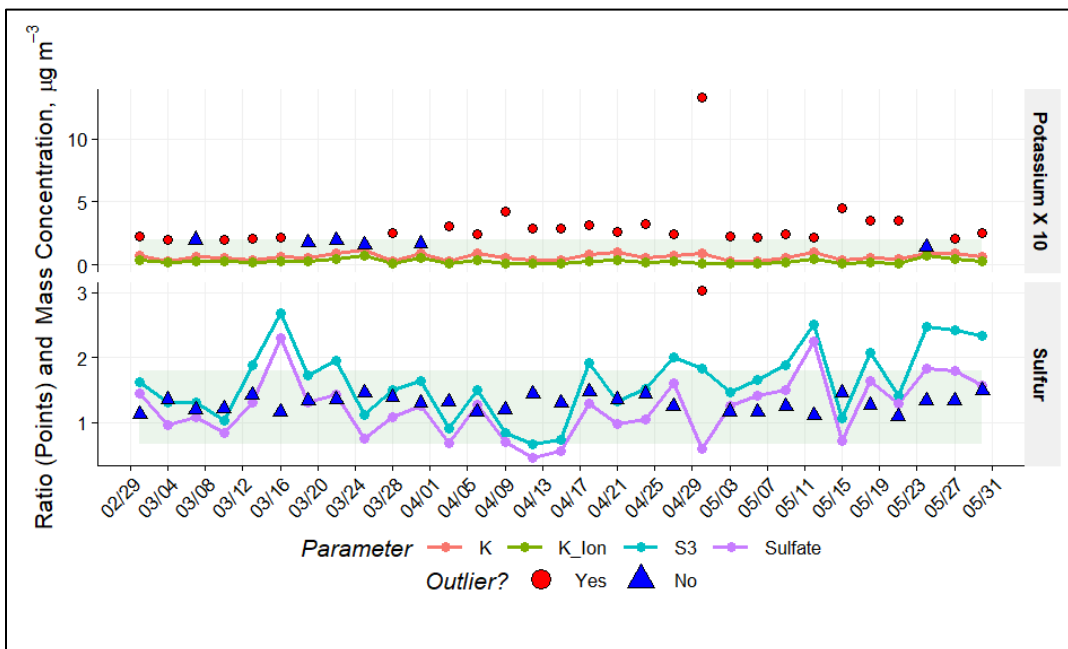 Ratio (Points) and Mass Concentration, μg m⁻³
10
5
0
Potassium X 10
3
2
1
Sulfur
02/29 03/04 03/08 03/12 03/16 03/20 03/24 03/28 04/01 04/05 04/09 04/13 04/17 04/21 04/25 04/29 05/03 05/07 05/11 05/15 05/19 05/23 05/27 05/31
Parameter K K_Ion S3 Sulfate
Outlier? Yes No